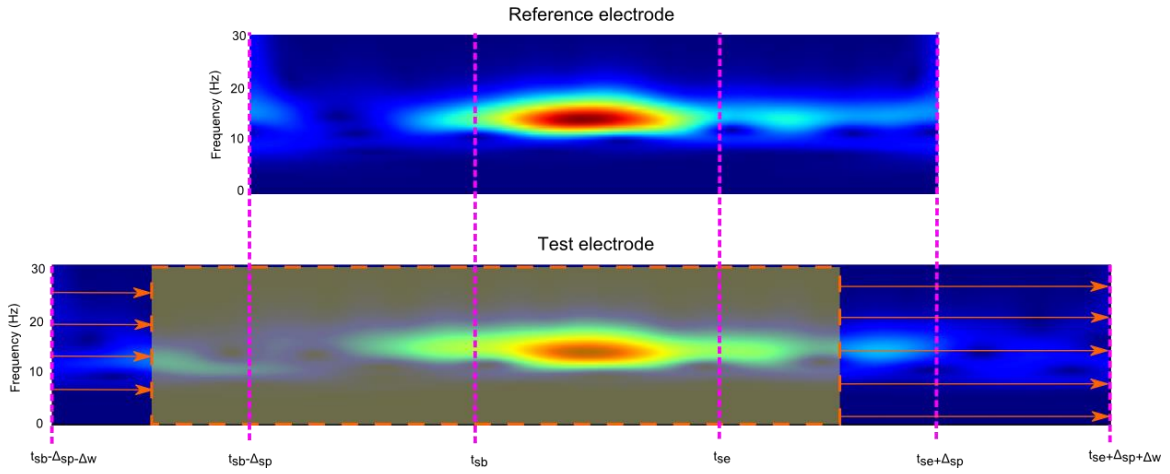 Reference electrode
30
20
10
0
Frequency (Hz)
Test electrode
30
20
10
0
Frequency (Hz)
tsb-Δsp-Δw
tsb-Δsp
tsb
tse
tse+Δsp
tse+Δsp+Δw